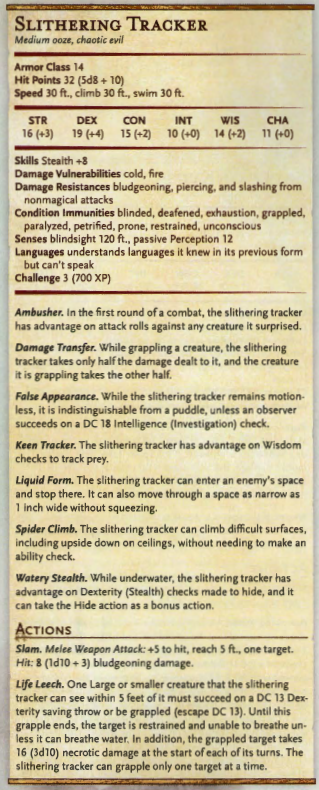 SLITHERING TRACKER
Medium ooze, chaotic evil
Armor Class 14
Hit Points 32 (5d8 + 10)
Speed 30 ft., climb 30 ft., swim 30 ft.
STR DEX CON INT WIS CHA
16 (+3) 19 (+4) 15 (+2) 10 (+0) 14 (+2) 11 (+0)
Skills Stealth +8
Damage Vulnerabilities cold, fire
Damage Resistances bludgeoning, piercing, and slashing from
nonmagical attacks
Condition Immunities blinded, deafened, exhaustion, grappled,
paralyzed, petrified, prone, restrained, unconscious
Senses blindsight 120 ft., passive Perception 12
Languages understands languages it knew in its previous form
but can't speak
Challenge 3 (700 XP)
Ambusher. In the first round of a combat, the slithering tracker
has advantage on attack rolls against any creature it surprised.
Damage Transfer. While grappling a creature, the slithering
tracker takes only half the damage dealt to it, and the creature
it is grappling takes the other half.
False Appearance. While the slithering tracker remains motion-
less, it is indistinguishable from a puddle, unless an observer
succeeds on a DC 18 Intelligence (Investigation) check.
Keen Tracker. The slithering tracker has advantage on Wisdom
checks to track prey.
Liquid Form. The slithering tracker can enter an enemy's space
and stop there. It can also move through a space as narrow as
1 inch wide without squeezing.
Spider Climb. The slithering tracker can climb difficult surfaces,
including upside down on ceilings, without needing to make an
ability check.
Watery Stealth. While underwater, the slithering tracker has
advantage on Dexterity (Stealth) checks made to hide, and it
can take the Hide action as a bonus action.
ACTIONS
Slam. Melee Weapon Attack: +5 to hit, reach 5 ft., one target.
Hit: 8 (1d10 + 3) bludgeoning damage.
Life Leech. One Large or smaller creature that the slithering
tracker can see within 5 feet of it must succeed on a DC 13 Dex-
terity saving throw or be grappled (escape DC 13). Until this
grapple ends, the target is restrained and unable to breathe un-
less it can breathe water. In addition, the grappled target takes
16 (3d10) necrotic damage at the start of each of its turns. The
slithering tracker can grapple only one target at a time.